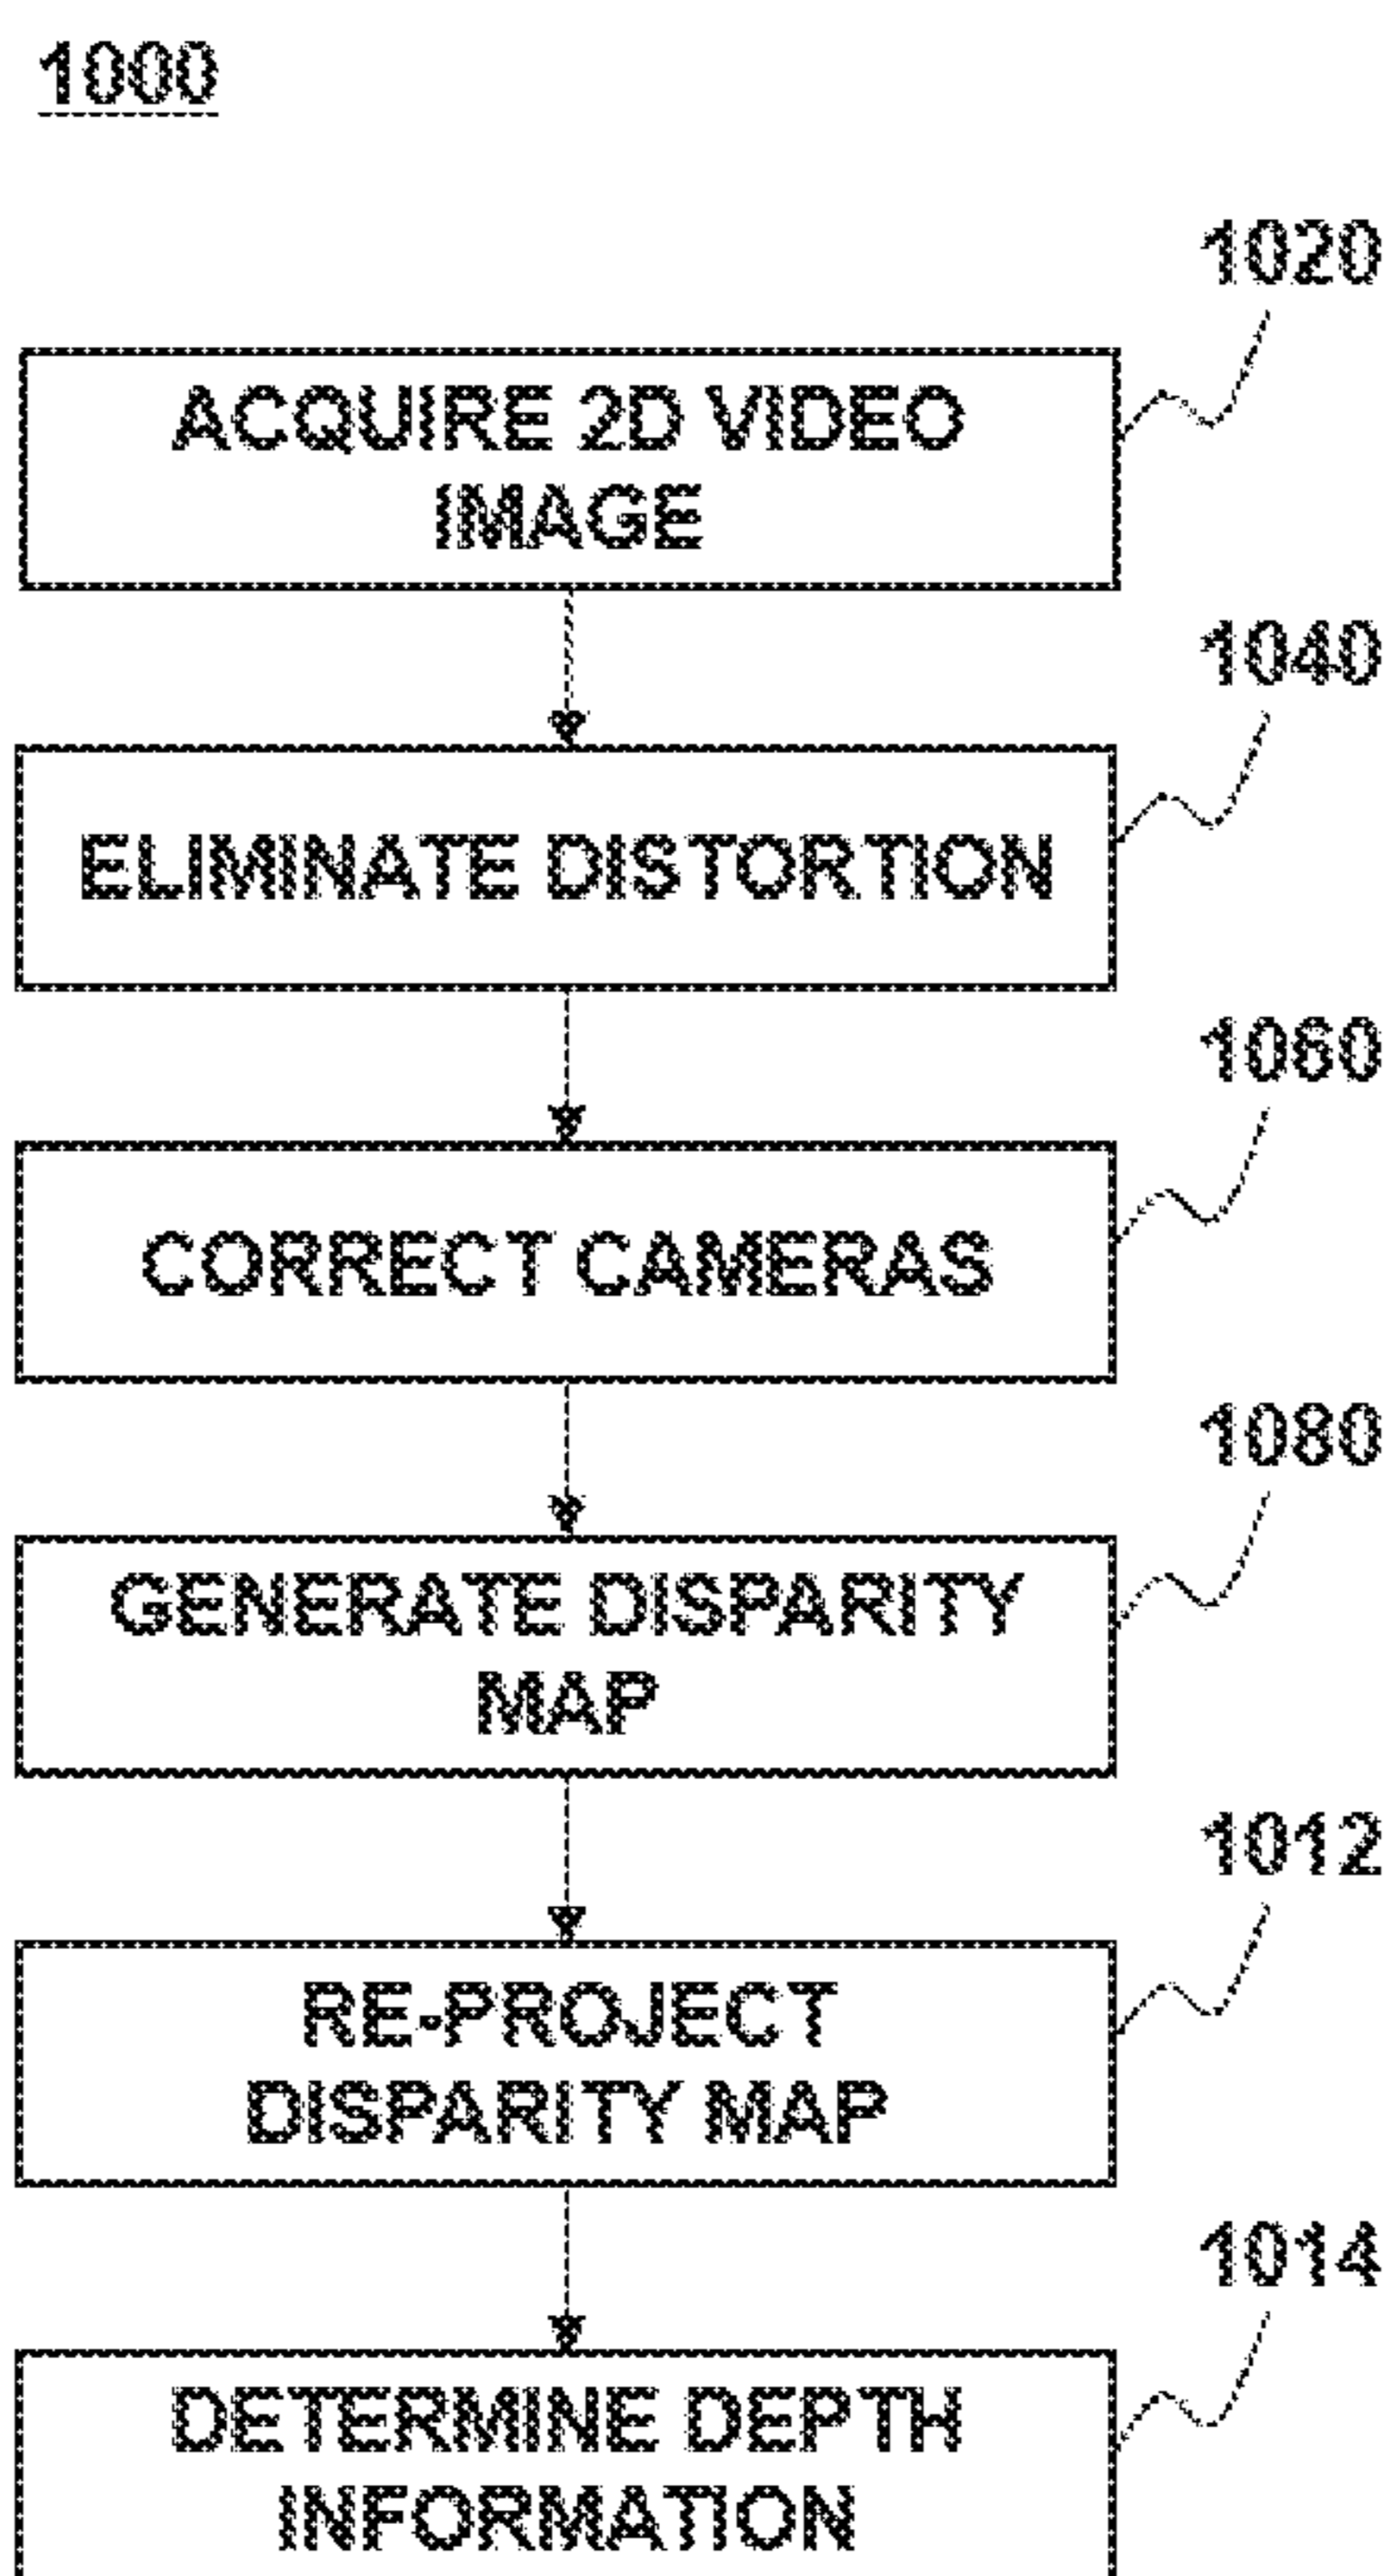 1000
1020
ACQUIRE 2D VIDEO
IMAGE
1040
ELIMINATE DISTORTION
1060
CORRECT CAMERAS
1080
GENERATE DISPARITY
MAP
1012
RE-PROJECT
DISPARITY MAP
1014
DETERMINE DEPTH
INFORMATION